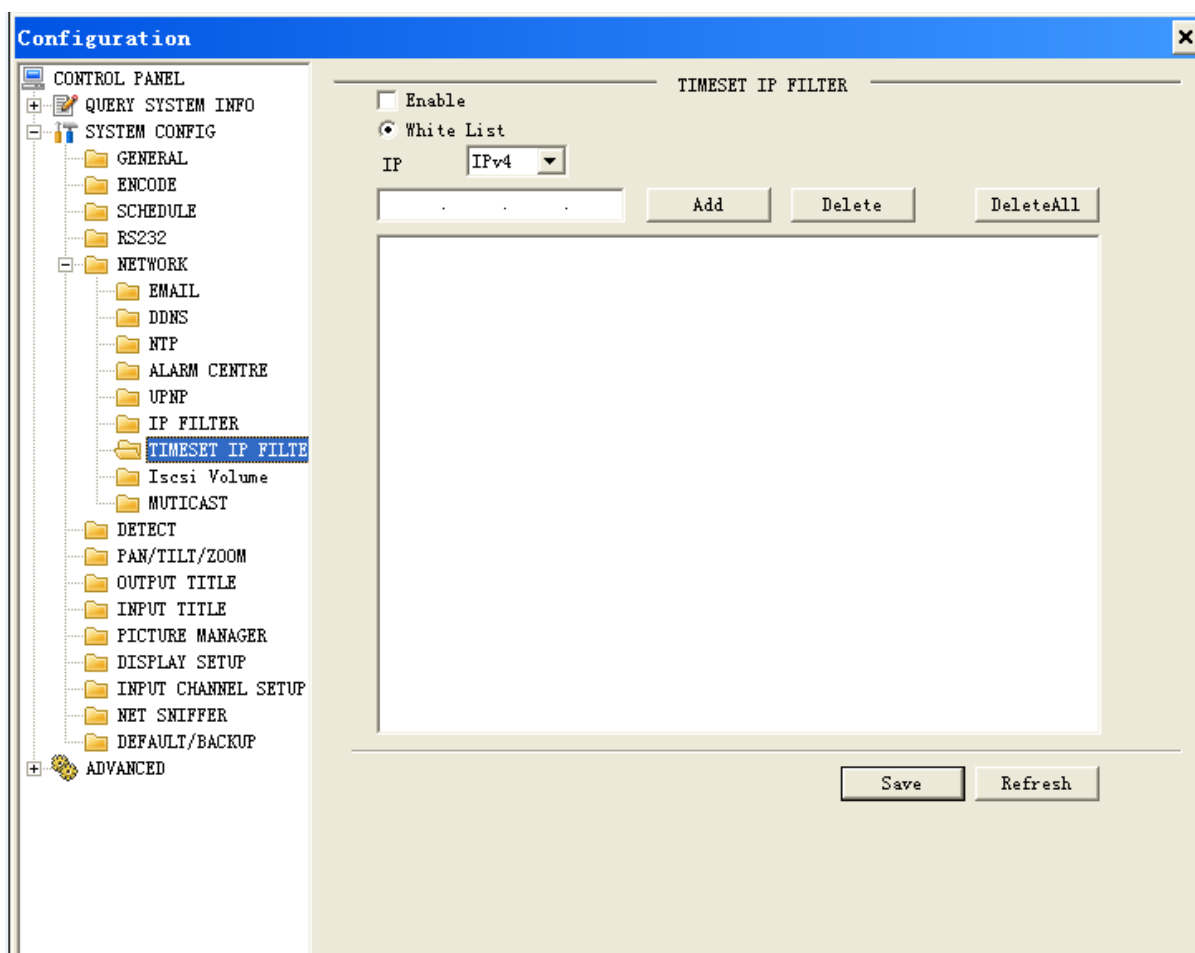 Configuration
CONTROL PANEL
QUERY SYSTEM INFO
SYSTEM CONFIG
GENERAL
ENCODE
SCHEDULE
RS232
NETWORK
EMAIL
DDNS
NTP
ALARM CENTRE
UPNP
IP FILTER
TIMESET IP FILTE
Iscsi Volume
MUTICAST
DETECT
PAN/TILT/ZOOM
OUTPUT TITLE
INPUT TITLE
PICTURE MANAGER
DISPLAY SETUP
INPUT CHANNEL SETUP
NET SNIFFER
DEFAULT/BACKUP
ADVANCED
TIMESET IP FILTER
Enable
White List
IP IPv4
. . . Add Delete DeleteAll
Save Refresh